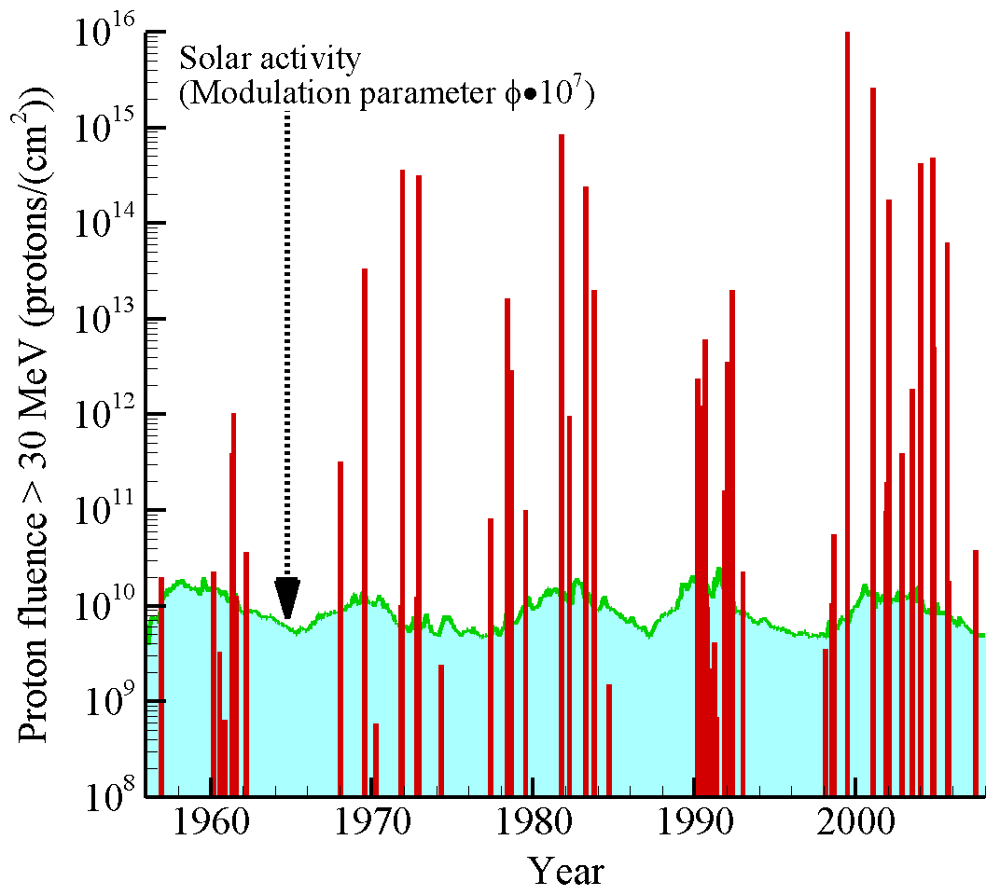 Solar activity
(Modulation parameter ϕ•10⁷)
Proton fluence > 30 MeV (protons/(cm²))
10¹⁶
10¹⁵
10¹⁴
10¹³
10¹²
10¹¹
10¹⁰
10⁹
10⁸
1960 1970 1980 1990 2000
Year